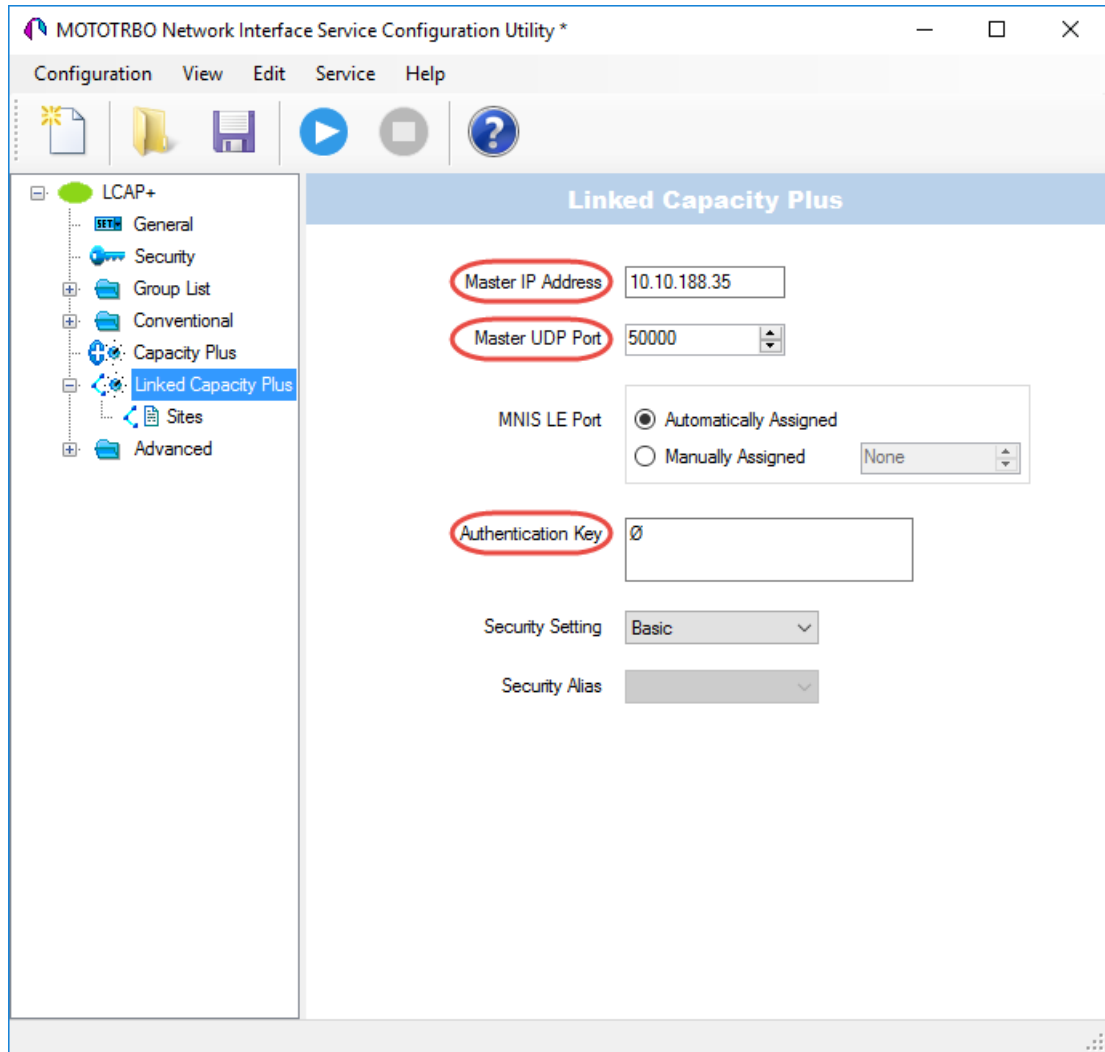 MOTOTRBO Network Interface Service Configuration Utility *
Configuration View Edit Service Help
LCAP+
SET General
Security
Group List
Conventional
Capacity Plus
Linked Capacity Plus
Sites
Advanced
Linked Capacity Plus
Master IP Address 10.10.188.35
Master UDP Port 50000
MNIS LE Port Automatically Assigned
Manually Assigned None
Authentication Key Ø
Security Setting Basic
Security Alias